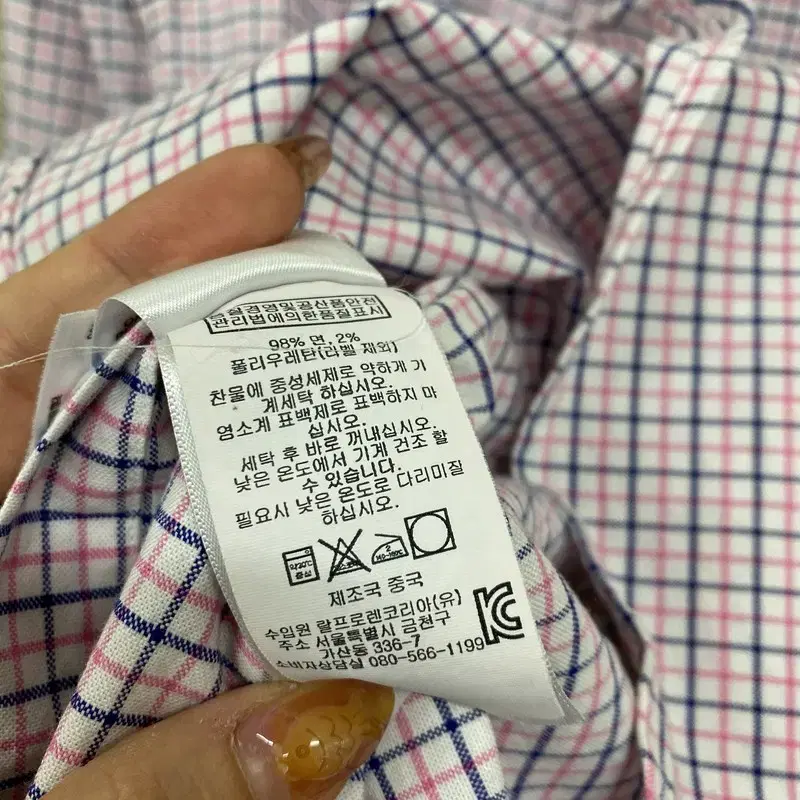 품질경영및공산품안전
관리법에의한품질표시
98% 면, 2%
폴리우레탄(라벨 제외)
찬물에 중성세제로 약하게 기
계세탁 하십시오.
염소계 표백제로 표백하지 마
십시오.
세탁 후 바로 꺼내십시오.
낮은 온도에서 기계 건조 할
수 있습니다.
필요시 낮은 온도로 다리미질
하십시오.
제조국 중국
수입원 랄프로렌코리아(유)
주소 서울특별시 금천구
가산동 336-7
소비자상담실 080-566-1199